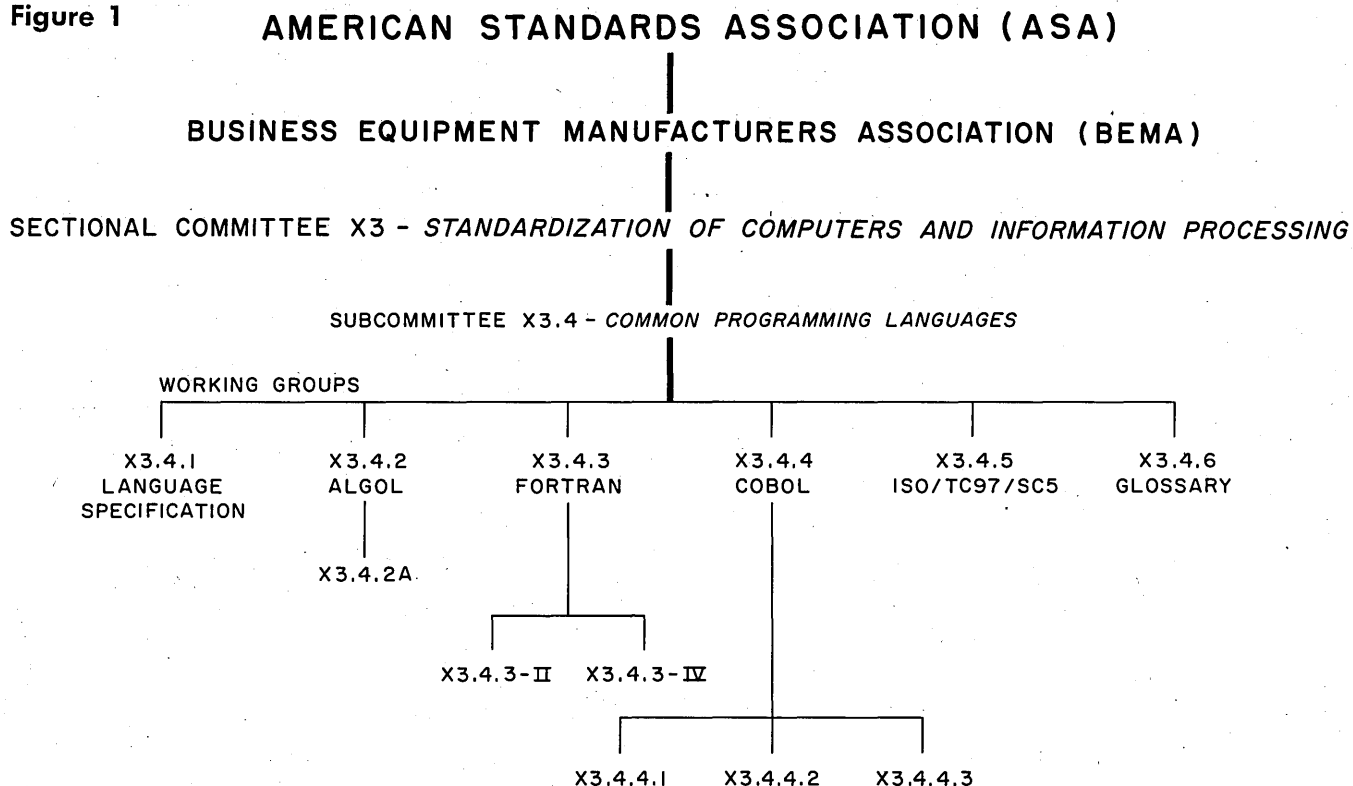 Figure 1
AMERICAN STANDARDS ASSOCIATION (ASA)
BUSINESS EQUIPMENT MANUFACTURERS ASSOCIATION (BEMA)
SECTIONAL COMMITTEE X3 - STANDARDIZATION OF COMPUTERS AND INFORMATION PROCESSING
SUBCOMMITTEE X3.4 - COMMON PROGRAMMING LANGUAGES
WORKING GROUPS
X3.4.1
LANGUAGE
SPECIFICATION
X3.4.2
ALGOL
X3.4.3
FORTRAN
X3.4.4
COBOL
X3.4.5
ISO/TC97/SC5
X3.4.6
GLOSSARY
X3.4.2A
X3.4.3-II
X3.4.3-IV
X3.4.4.1
X3.4.4.2
X3.4.4.3